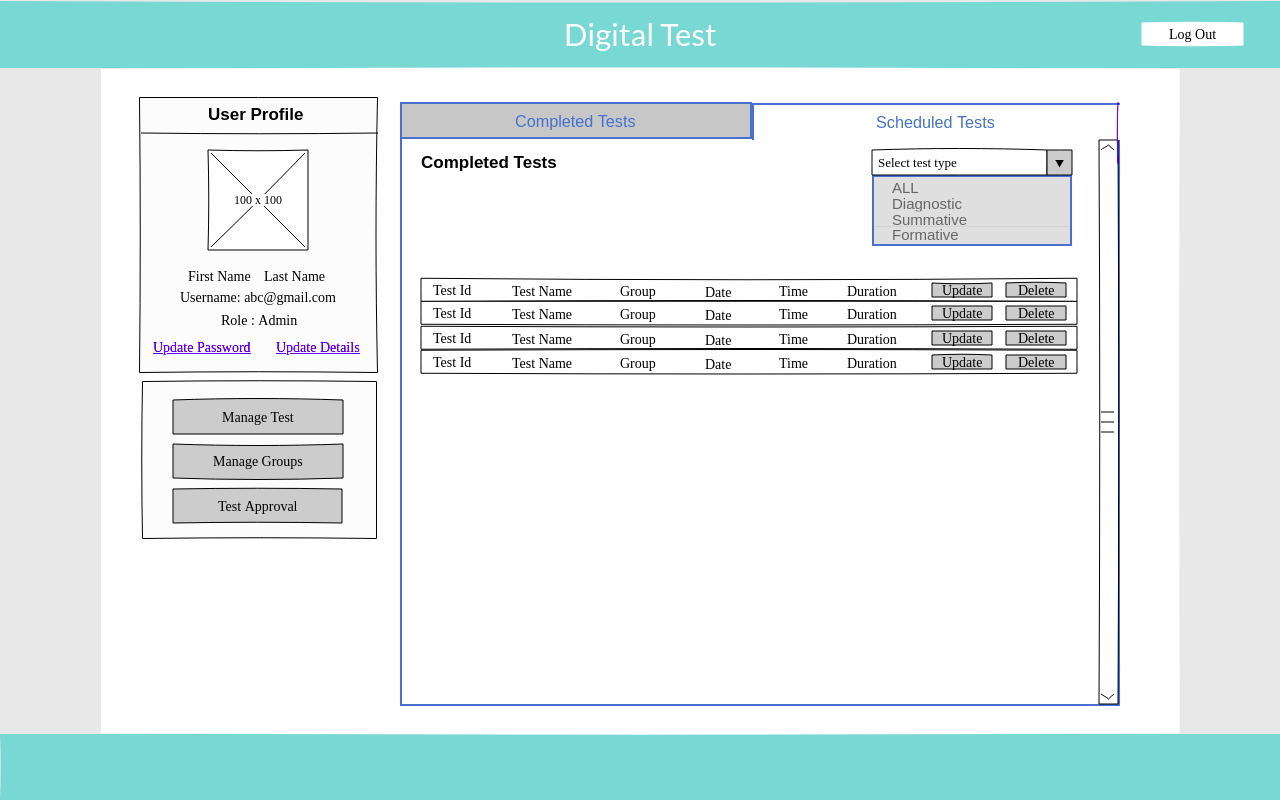 Digital Test
Log Out
User Profile
100 x 100
First Name Last Name
Username: abc@gmail.com
Role : Admin
Update Password Update Details
Manage Test
Manage Groups
Test Approval
Completed Tests Scheduled Tests
Completed Tests
Select test type
ALL
Diagnostic
Summative
Formative
Test Id Test Name Group Date Time Duration Update Delete
Test Id Test Name Group Date Time Duration Update Delete
Test Id Test Name Group Date Time Duration Update Delete
Test Id Test Name Group Date Time Duration Update Delete